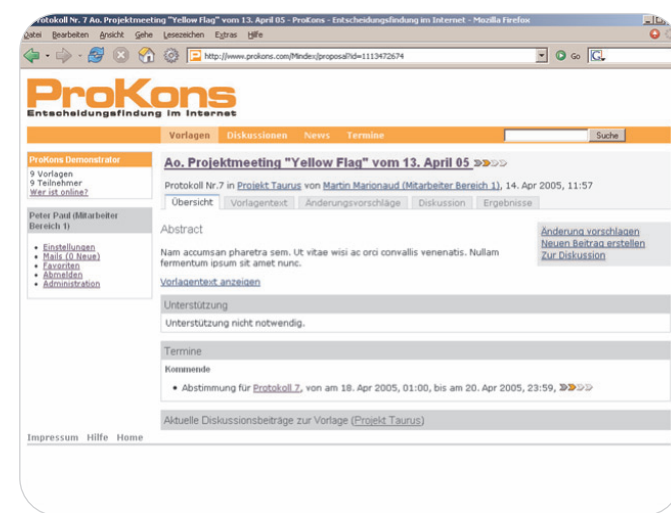 rotokoll Nr. 7 Ao. Projektmeeting "Yellow Flag" vom 13. April 05 - ProKons - Entscheidungsfindung im Internet - Mozilla Firefox
Datei Bearbeiten Ansicht Gehe Lesezeichen Extras Hilfe
http://www.prokons.com/Mindex/proposal?id=1113472674
Go
ProKons
Entscheidungsfindung im Internet
Vorlagen Diskussionen News Termine Suche
ProKons Demonstrator
9 Vorlagen
9 Teilnehmer
Wer ist online?
Peter Paul (Mitarbeiter
Bereich 1)
Einstellungen
Mails (0 Neue)
Favoriten
Abmelden
Administration
Ao. Projektmeeting "Yellow Flag" vom 13. April 05
Protokoll Nr.7 in Projekt Taurus von Martin Marionaud (Mitarbeiter Bereich 1), 14. Apr 2005, 11:57
Übersicht Vorlagentext Änderungsvorschläge Diskussion Ergebnisse
Abstract
Nam accumsan pharetra sem. Ut vitae wisi ac orci convallis venenatis. Nullam
fermentum ipsum sit amet nunc.
Vorlagentext anzeigen
Änderung vorschlagen
Neuen Beitrag erstellen
Zur Diskussion
Unterstützung
Unterstützung nicht notwendig.
Termine
Kommende
Abstimmung für Protokoll 7, von am 18. Apr 2005, 01:00, bis am 20. Apr 2005, 23:59,
Aktuelle Diskussionsbeiträge zur Vorlage (Projekt Taurus)
Impressum Hilfe Home